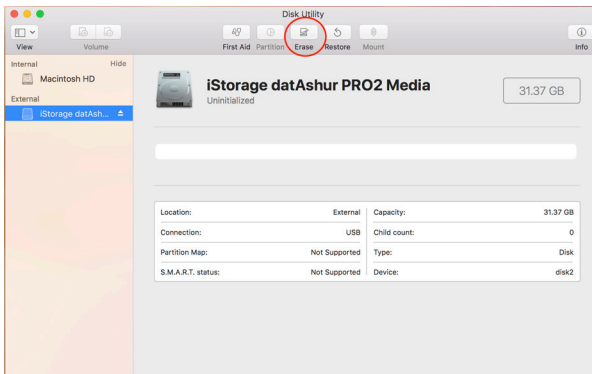 Disk Utility
View Volume First Aid Partition Erase Restore Mount Info
Internal Hide
Macintosh HD
External
iStorage datAsh...
iStorage datAshur PRO2 Media
Uninitialized
31.37 GB
Location: External Capacity: 31.37 GB
Connection: USB Child count: 0
Partition Map: Not Supported Type: Disk
S.M.A.R.T. status: Not Supported Device: disk2